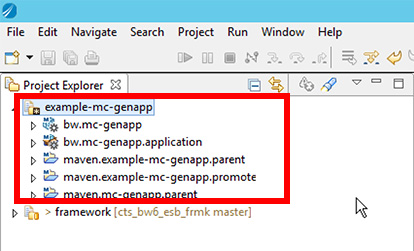 File Edit Navigate Search Project Run Window Help
Project Explorer
example-mc-genapp
bw.mc-genapp
bw.mc-genapp.application
maven.example-mc-genapp.parent
maven.example-mc-genapp.promote
maven.mc-genapp.parent
> framework [cts_bw6_esb_frmk master]